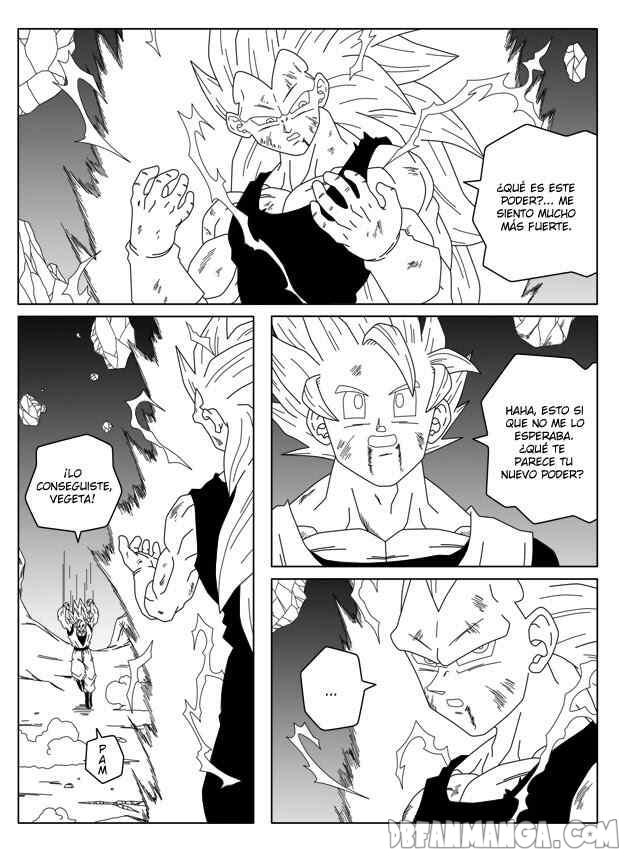 ¿QUÉ ES ESTE
PODER?... ME
SIENTO MUCHO
MÁS FUERTE.
¡LO
CONSEGUISTE,
VEGETA!
PAM
HAHA, ESTO SI
QUE NO ME LO
ESPERABA.
¿QUÉ TE
PARECE TU
NUEVO PODER?
...
DBFANMANGA.COM